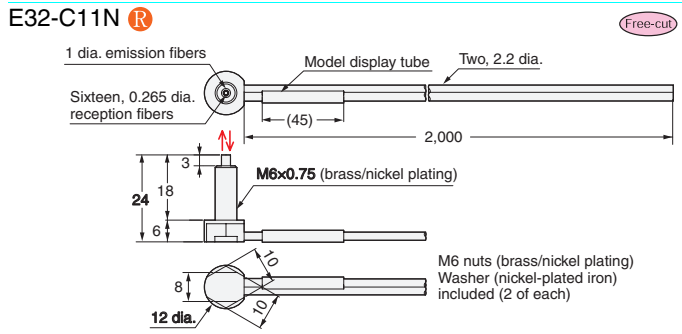 E32-C11N R
Free-cut
1 dia. emission fibers
Model display tube
Two, 2.2 dia.
Sixteen, 0.265 dia.
reception fibers
(45)
2,000
3
M6×0.75 (brass/nickel plating)
24
18
6
10
M6 nuts (brass/nickel plating)
Washer (nickel-plated iron)
included (2 of each)
8
10
12 dia.